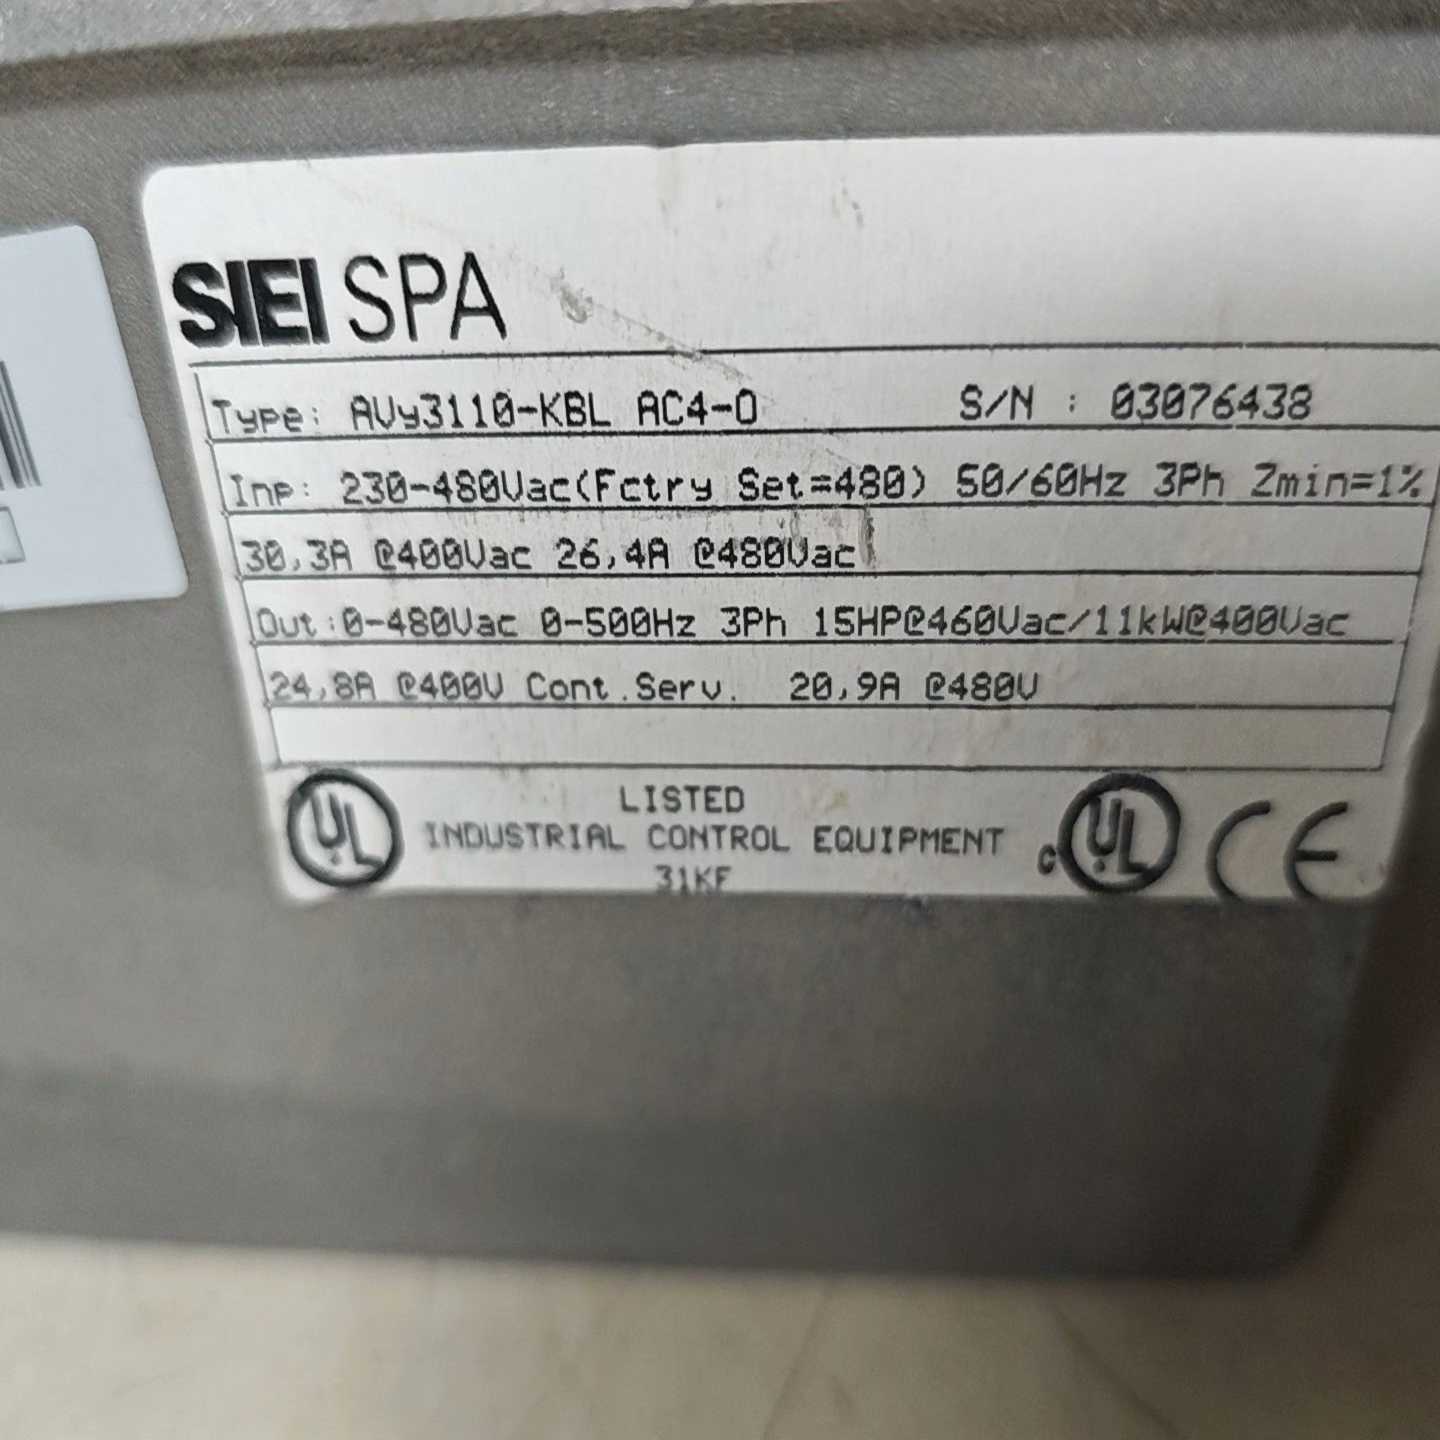 SIEI SPA
Type: AVy3110-KBL AC4-0 S/N : 03076438
Inp: 230-480Vac(Fctry Set=480) 50/60Hz 3Ph Zmin=1%
30,3A @400Vac 26,4A @480Vac
Out:0-480Vac 0-500Hz 3Ph 15HP@460Vac/11kW@400Vac
24,8A @400V Cont.Serv. 20,9A @480V
UL LISTED
INDUSTRIAL CONTROL EQUIPMENT c UL CE
31KF